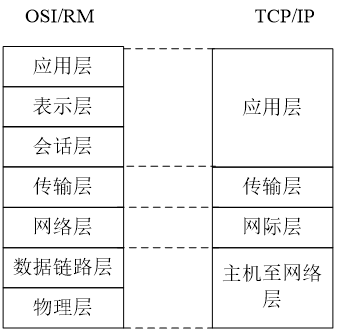 OSI/RM
TCP/IP
应用层
表示层
会话层
传输层
网络层
数据链路层
物理层
应用层
传输层
网际层
主机至网络
层